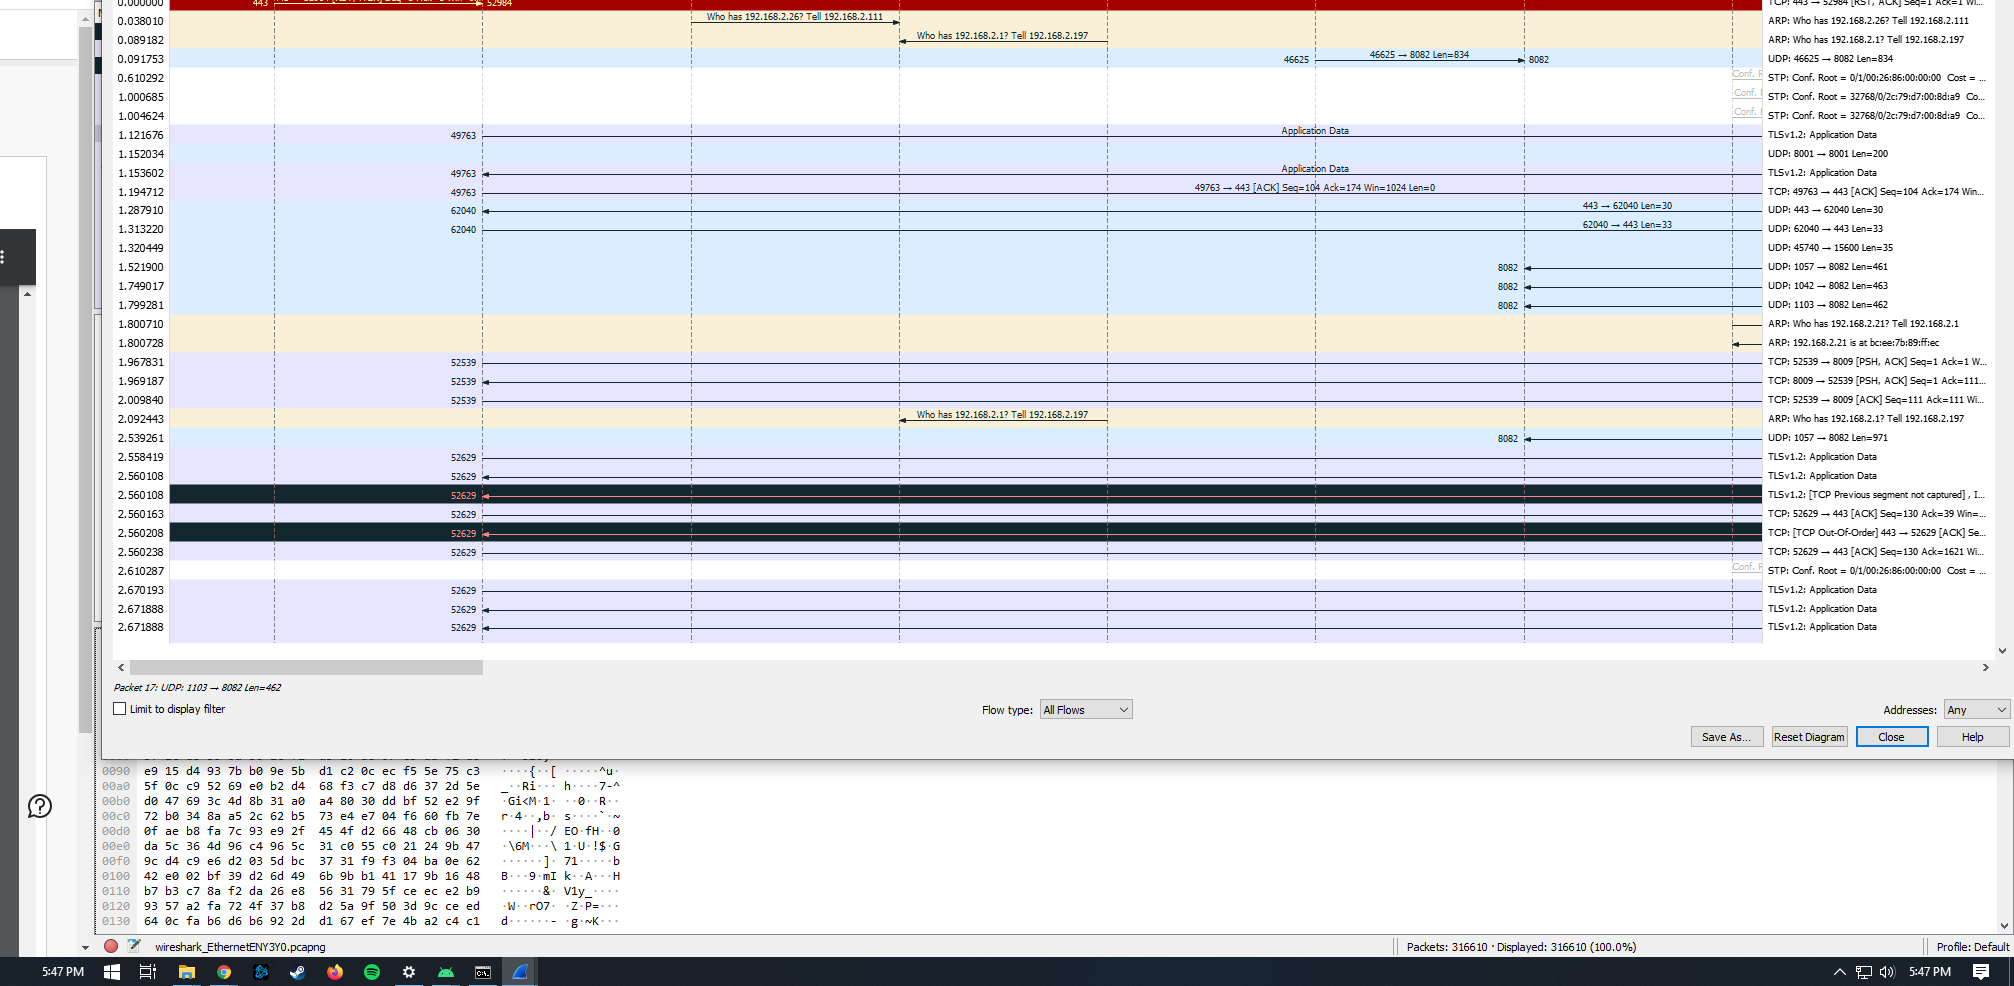 0.000000 443 52984 TCP: 443 → 52984 [RST, ACK] Seq=1 Ack=1 Wi...
0.038010 Who has 192.168.2.26? Tell 192.168.2.111 ARP: Who has 192.168.2.26? Tell 192.168.2.111
0.089182 Who has 192.168.2.1? Tell 192.168.2.197 ARP: Who has 192.168.2.1? Tell 192.168.2.197
0.091753 46625 46625 → 8082 Len=834 8082 UDP: 46625 → 8082 Len=834
0.610292 Conf. R STP: Conf. Root = 0/1/00:26:86:00:00:00 Cost = ...
1.000685 Conf. STP: Conf. Root = 32768/0/2c:79:d7:00:8d:a9 Co...
1.004624 Conf. STP: Conf. Root = 32768/0/2c:79:d7:00:8d:a9 Co...
1.121676 49763 Application Data TLSv1.2: Application Data
1.152034 UDP: 8001 → 8001 Len=200
1.153602 49763 Application Data TLSv1.2: Application Data
1.194712 49763 49763 → 443 [ACK] Seq=104 Ack=174 Win=1024 Len=0 TCP: 49763 → 443 [ACK] Seq=104 Ack=174 Win...
1.287910 62040 443 → 62040 Len=30 UDP: 443 → 62040 Len=30
1.313220 62040 62040 → 443 Len=33 UDP: 62040 → 443 Len=33
1.320449 UDP: 45740 → 15600 Len=35
1.521900 8082 UDP: 1057 → 8082 Len=461
1.749017 8082 UDP: 1042 → 8082 Len=463
1.799281 8082 UDP: 1103 → 8082 Len=462
1.800710 ARP: Who has 192.168.2.21? Tell 192.168.2.1
1.800728 ARP: 192.168.2.21 is at bc:ee:7b:89:ff:ec
1.967831 52539 TCP: 52539 → 8009 [PSH, ACK] Seq=1 Ack=1 W...
1.969187 52539 TCP: 8009 → 52539 [PSH, ACK] Seq=1 Ack=111...
2.009840 52539 TCP: 52539 → 8009 [ACK] Seq=111 Ack=111 Wi...
2.092443 Who has 192.168.2.1? Tell 192.168.2.197 ARP: Who has 192.168.2.1? Tell 192.168.2.197
2.539261 8082 UDP: 1057 → 8082 Len=971
2.558419 52629 TLSv1.2: Application Data
2.560108 52629 TLSv1.2: Application Data
2.560108 52629 TLSv1.2: [TCP Previous segment not captured] , I...
2.560163 52629 TCP: 52629 → 443 [ACK] Seq=130 Ack=39 Win=...
2.560208 52629 TCP: [TCP Out-Of-Order] 443 → 52629 [ACK] Se...
2.560238 52629 TCP: 52629 → 443 [ACK] Seq=130 Ack=1621 Wi...
2.610287 Conf. R STP: Conf. Root = 0/1/00:26:86:00:00:00 Cost = ...
2.670193 52629 TLSv1.2: Application Data
2.671888 52629 TLSv1.2: Application Data
2.671888 52629 TLSv1.2: Application Data
Packet 17: UDP: 1103 → 8082 Len=462
Limit to display filter Flow type: All Flows Addresses: Any
Save As... Reset Diagram Close Help
0090 e9 15 d4 93 7b b0 9e 5b d1 c2 0c ec f5 5e 75 c3 ····{··[ ·····^u·
00a0 5f 0c c9 52 69 e0 b2 d4 68 f3 c7 d8 d6 37 2d 5e _··Ri··· h····7-^
00b0 d0 47 69 3c 4d 8b 31 a0 a4 80 30 dd bf 52 e2 9f ·Gi<M·1· ··0··R··
00c0 72 b0 34 8a a5 2c 62 b5 73 e4 e7 04 f6 60 fb 7e r·4··,b· s····`·~
00d0 0f ae b8 fa 7c 93 e9 2f 45 4f d2 66 48 cb 06 30 ····|··/ EO·fH··0
00e0 da 5c 36 4d 96 c4 96 5c 31 c0 55 c0 21 24 9b 47 ·\6M···\ 1·U·!$·G
00f0 9c d4 c9 e6 d2 03 5d bc 37 31 f9 f3 04 ba 0e 62 ······]· 71·····b
0100 42 e0 02 bf 39 d2 6d 49 6b 9b b1 41 17 9b 16 48 B···9·mI k··A···H
0110 b7 b3 c7 8a f2 da 26 e8 56 31 79 5f ce ec e2 b9 ······&· V1y_····
0120 93 57 a2 fa 72 4f 37 b8 d2 5a 9f 50 3d 9c ce ed ·W··rO7· ·Z·P=···
0130 64 0c fa b6 d6 b6 92 2d d1 67 ef 7e 4b a2 c4 c1 d······- ·g·~K···
wireshark_EthernetENY3Y0.pcapng Packets: 316610 · Displayed: 316610 (100.0%) Profile: Default
5:47 PM 5:47 PM